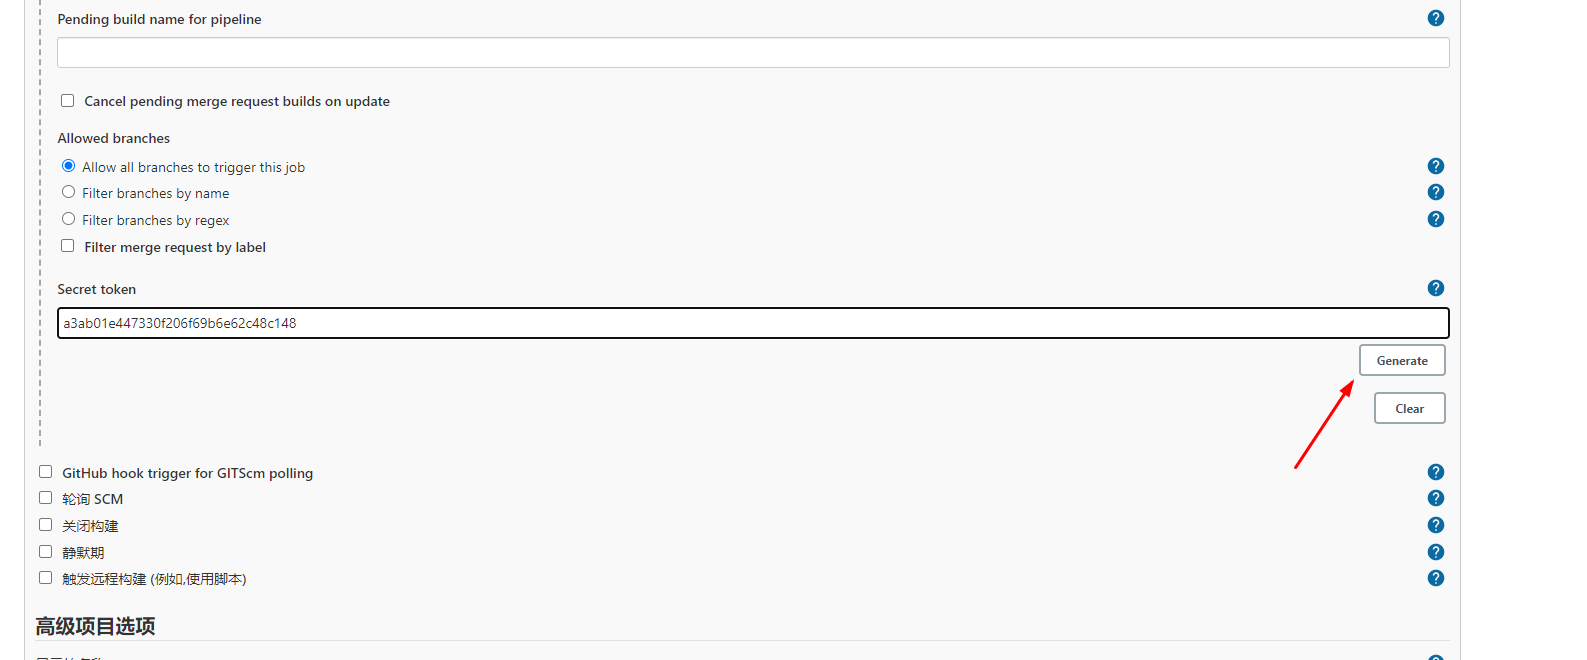 Pending build name for pipeline
Cancel pending merge request builds on update
Allowed branches
Allow all branches to trigger this job
Filter branches by name
Filter branches by regex
Filter merge request by label
Secret token
a3ab01e447330f206f69b6e62c48c148
Generate
Clear
GitHub hook trigger for GITScm polling
轮询 SCM
关闭构建
静默期
触发远程构建 (例如,使用脚本)
高级项目选项